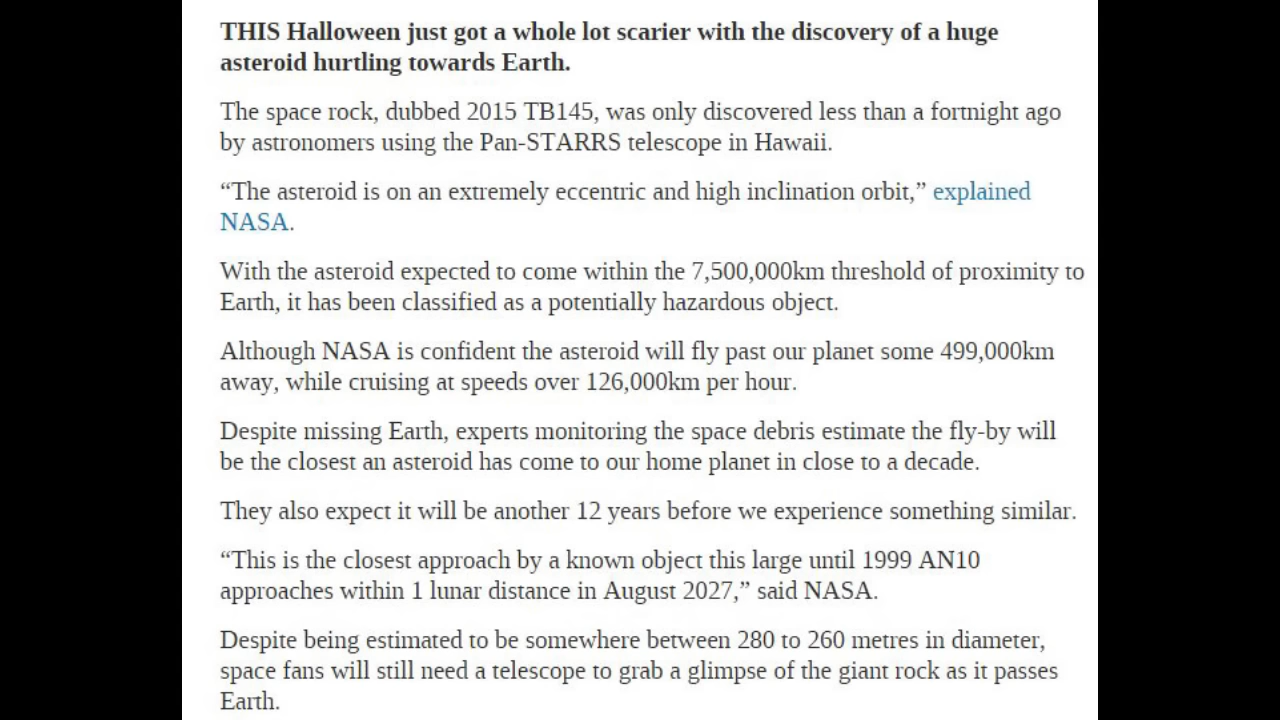 THIS Halloween just got a whole lot scarier with the discovery of a huge
asteroid hurtling towards Earth.
The space rock, dubbed 2015 TB145, was only discovered less than a fortnight ago
by astronomers using the Pan-STARRS telescope in Hawaii.
“The asteroid is on an extremely eccentric and high inclination orbit,” explained
NASA.
With the asteroid expected to come within the 7,500,000km threshold of proximity to
Earth, it has been classified as a potentially hazardous object.
Although NASA is confident the asteroid will fly past our planet some 499,000km
away, while cruising at speeds over 126,000km per hour.
Despite missing Earth, experts monitoring the space debris estimate the fly-by will
be the closest an asteroid has come to our home planet in close to a decade.
They also expect it will be another 12 years before we experience something similar.
“This is the closest approach by a known object this large until 1999 AN10
approaches within 1 lunar distance in August 2027,” said NASA.
Despite being estimated to be somewhere between 280 to 260 metres in diameter,
space fans will still need a telescope to grab a glimpse of the giant rock as it passes
Earth.